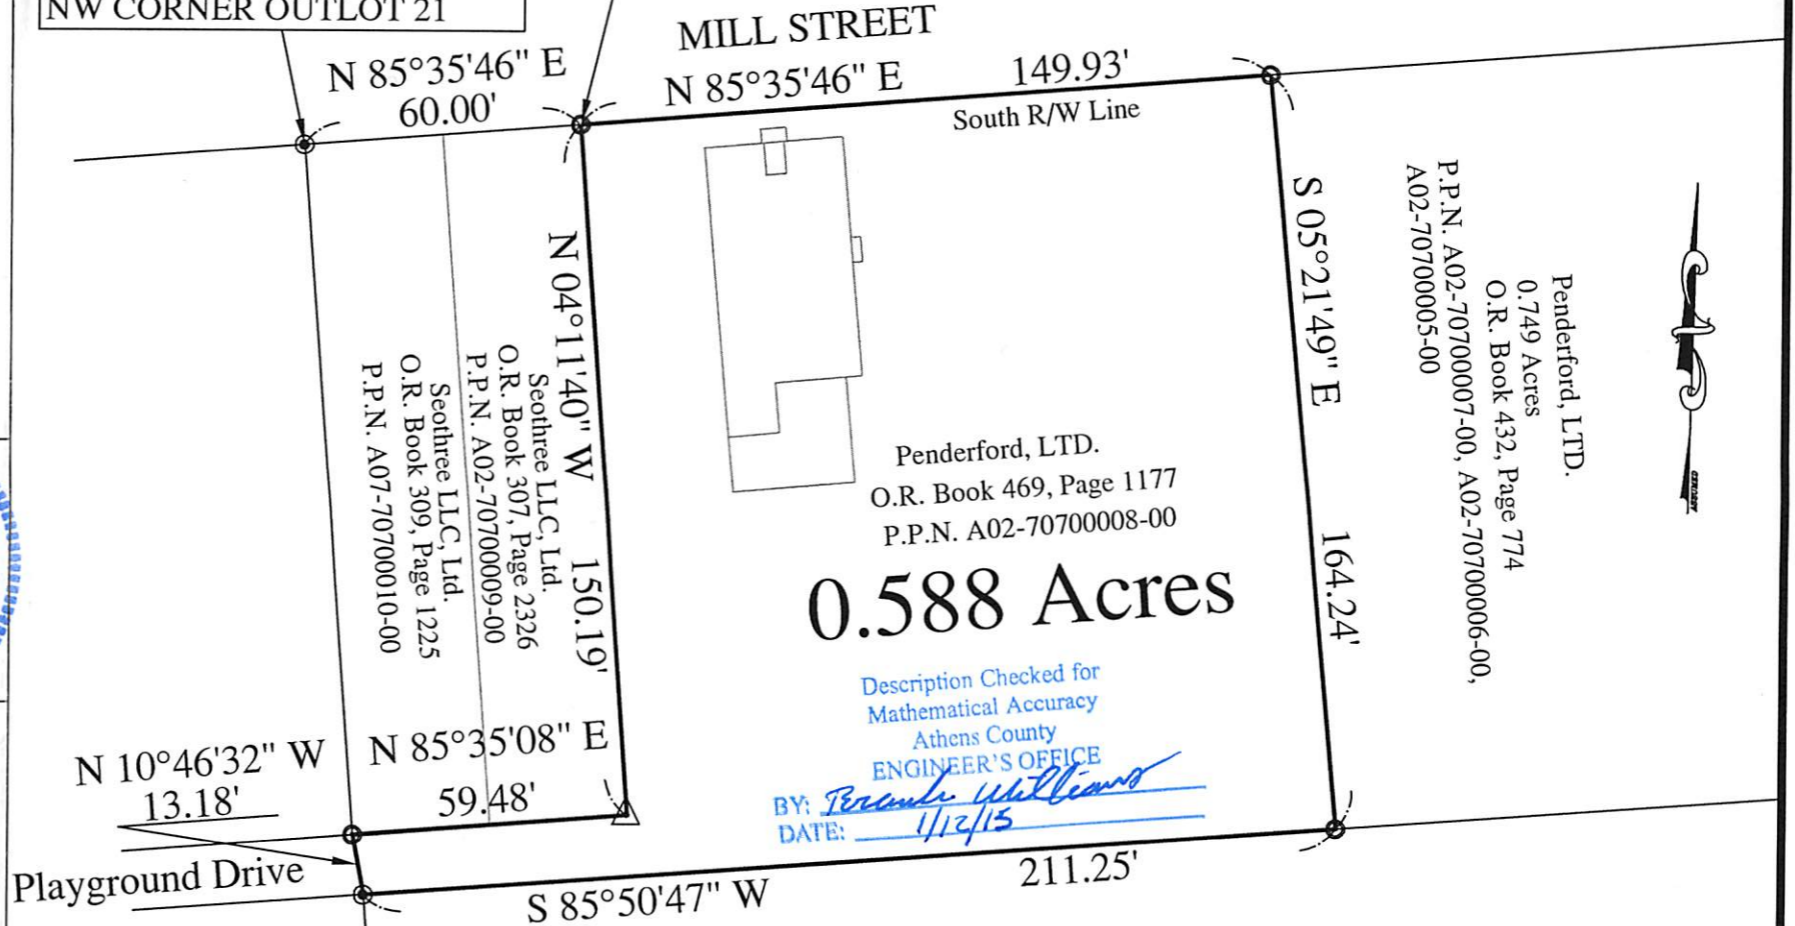 NW CORNER OUTLOT 21
MILL STREET
N 85°35'46" E
60.00'
N 85°35'46" E 149.93'
South R/W Line
N 04°11'40" W 150.19'
Seothree LLC, Ltd.
O.R. Book 307, Page 2326
P.P.N. A02-70700009-00
Seothree LLC, Ltd.
O.R. Book 309, Page 1225
P.P.N. A07-70700010-00
Penderford, LTD.
O.R. Book 469, Page 1177
P.P.N. A02-70700008-00
0.588 Acres
S 05°21'49" E 164.24'
Penderford, LTD.
0.749 Acres
O.R. Book 432, Page 774
P.P.N. A02-70700007-00, A02-70700006-00,
A02-70700005-00
Description Checked for
Mathematical Accuracy
Athens County
ENGINEER'S OFFICE
BY: Williams
DATE: 1/12/15
N 10°46'32" W
13.18'
N 85°35'08" E
59.48'
Playground Drive
S 85°50'47" W
211.25'